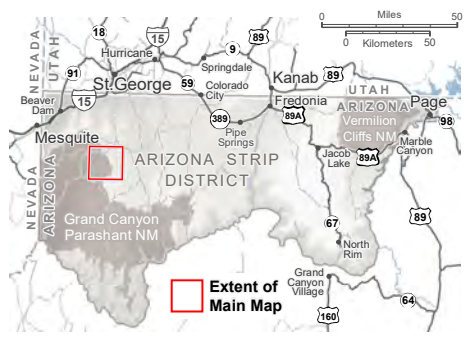 Miles
0 50
0 50
Kilometers
NEVADA
UTAH
18
15
Hurricane
9
89
Springdale
91
St.George
59
Kanab
89
Beaver
Dam
15
Colorado
City
Fredonia
UTAH
ARIZONA
Page
389
89A
Vermilion
Cliffs NM
98
Mesquite
Pipe
Springs
Jacob
Lake
89A
Marble
Canyon
ARIZONA STRIP
DISTRICT
NEVADA
ARIZONA
Grand Canyon
Parashant NM
67
89
North
Rim
Extent of
Main Map
Grand
Canyon
Village
64
160